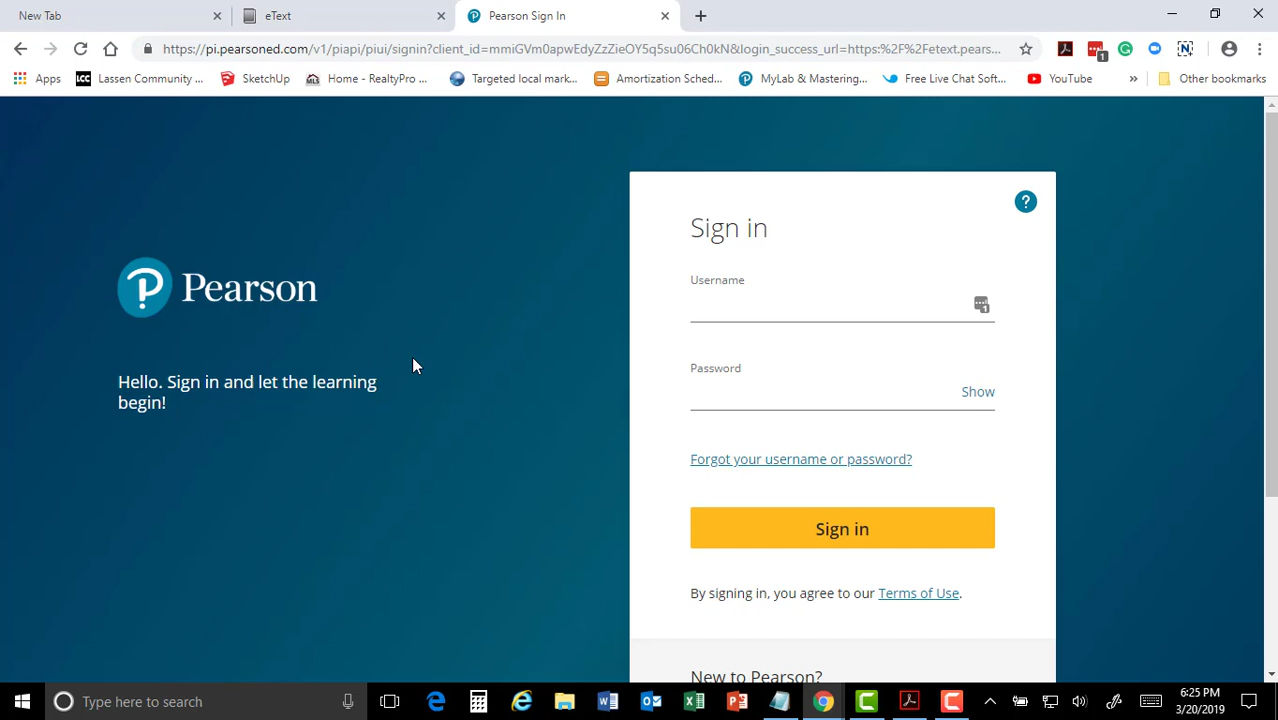 New Tab
eText
Pearson Sign In
https://pi.pearsoned.com/v1/piapi/piui/signin?client_id=mmiGVm0apwEdyZzZieOY5q5su06Ch0KN&login_success_url=https:%2F%2Fetext.pears...
1
Apps
LCC
Lassen Community ...
SketchUp
Home - RealtyPro ...
Targeted local mark...
Amortization Sched...
MyLab & Mastering...
Free Live Chat Soft...
YouTube
»
Other bookmarks
?
Sign in
Username
1
Pearson
Hello. Sign in and let the learning
begin!
Password
Show
Forgot your username or password?
Sign in
By signing in, you agree to our Terms of Use.
New to Pearson?
Type here to search
6:25 PM
3/20/2019